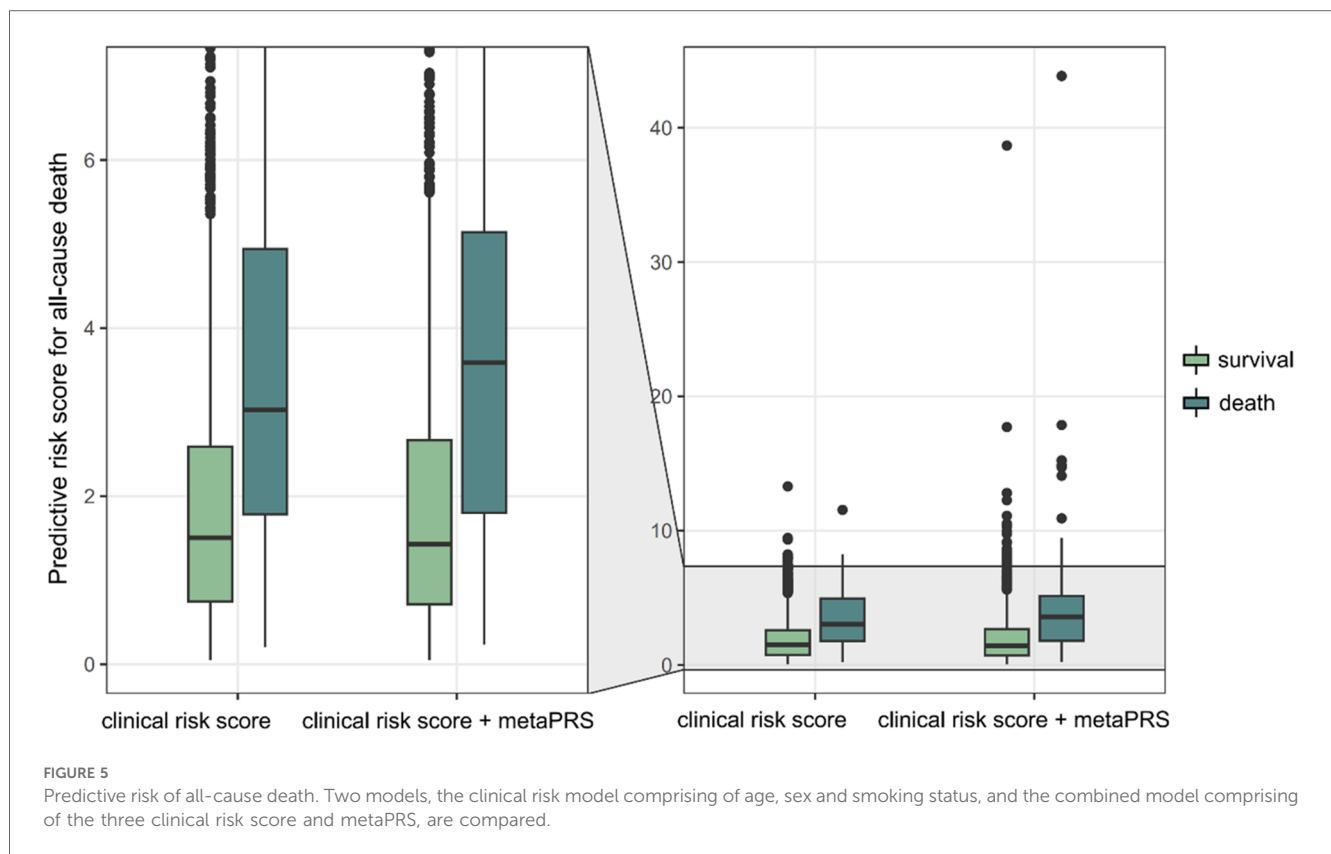 Predictive risk score for all-cause death
6
4
2
0
clinical risk score
clinical risk score + metaPRS
40
30
20
10
0
clinical risk score
clinical risk score + metaPRS
survival
death
FIGURE 5
Predictive risk of all-cause death. Two models, the clinical risk model comprising of age, sex and smoking status, and the combined model comprising
of the three clinical risk score and metaPRS, are compared.